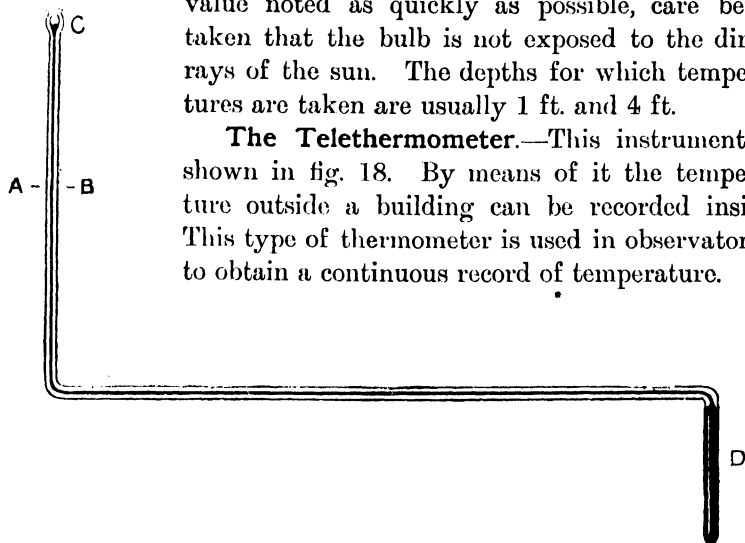 value noted as quickly as possible, care be
taken that the bulb is not exposed to the dir
rays of the sun. The depths for which tempe
tures are taken are usually 1 ft. and 4 ft.
The Telethermometer.—This instrument
shown in fig. 18. By means of it the tempe
ture outside a building can be recorded insi
This type of thermometer is used in observator
to obtain a continuous record of temperature.
C
A - - B
D